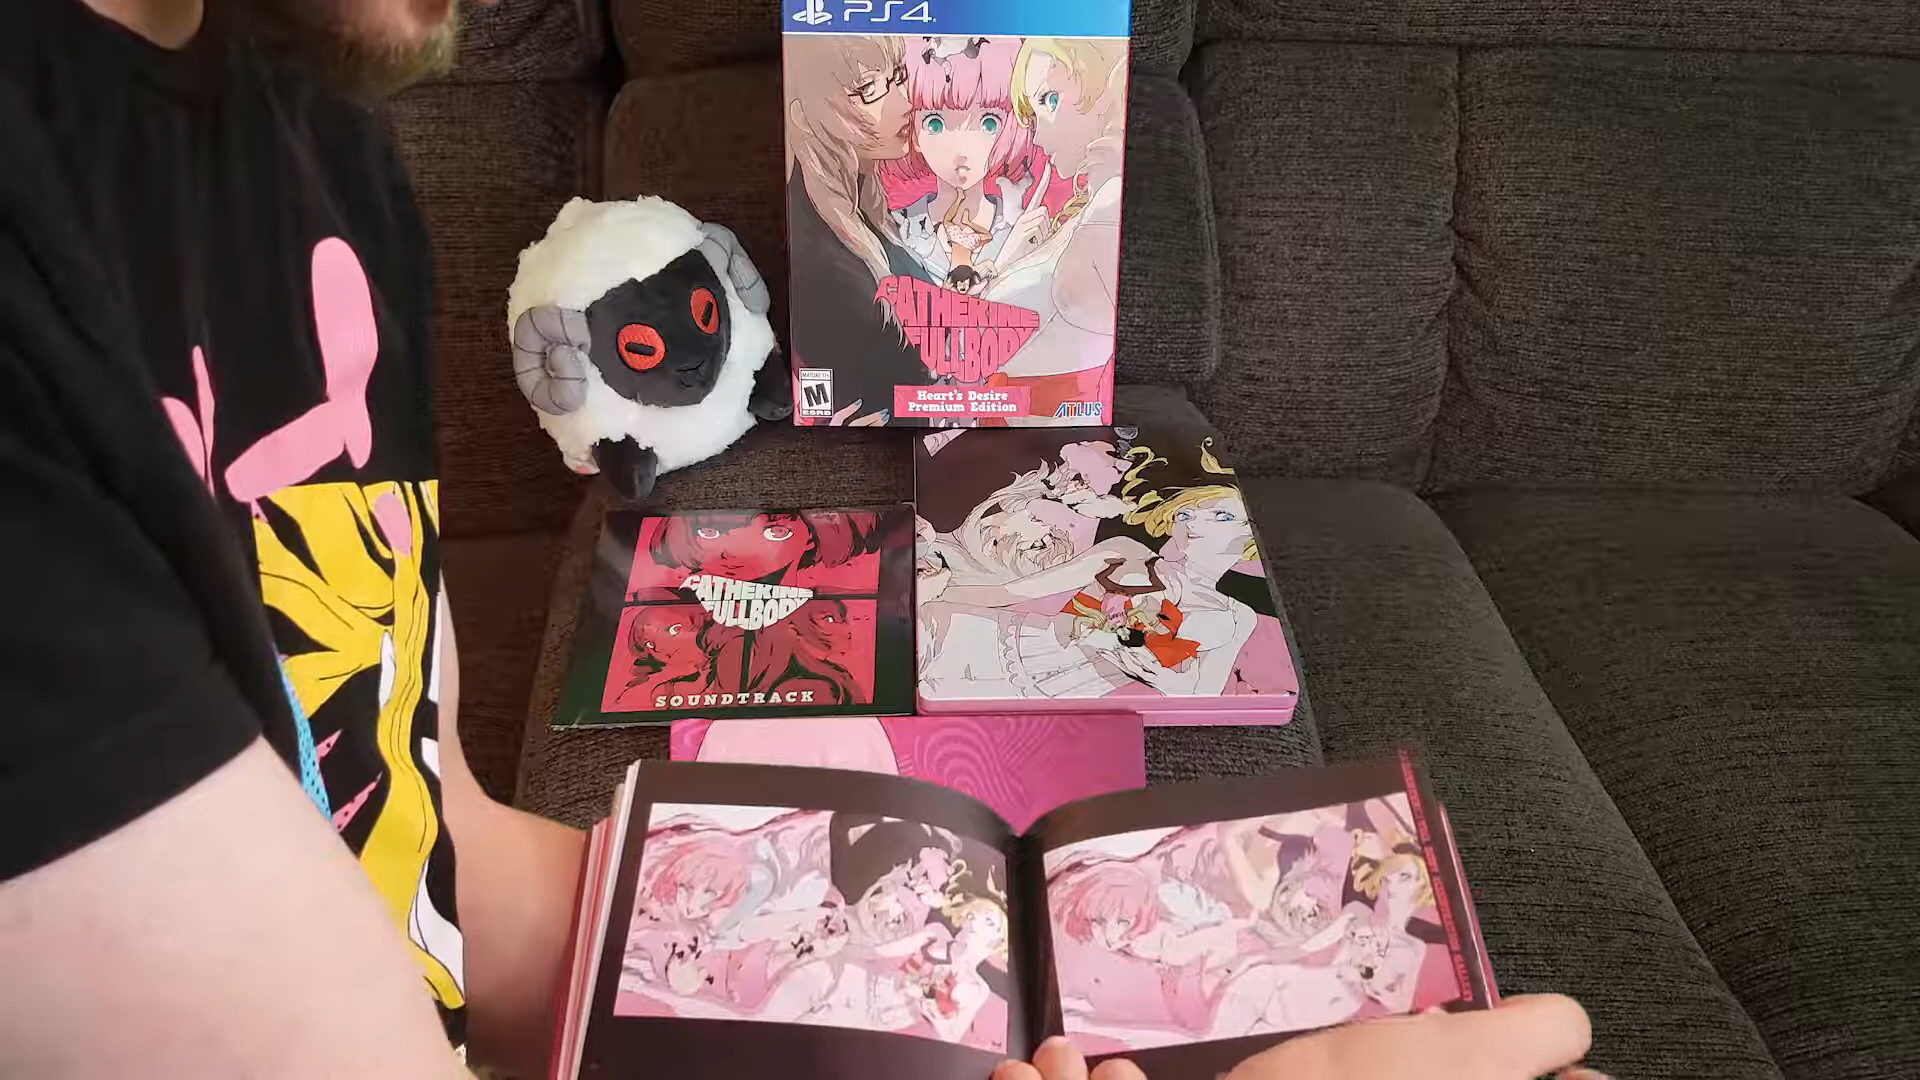 PS4
CATHERINE
FULLBODY
MATURE 17+
M
ESRB
Heart's Desire
Premium Edition
ATLUS
CATHERINE
FULLBODY
SOUNDTRACK